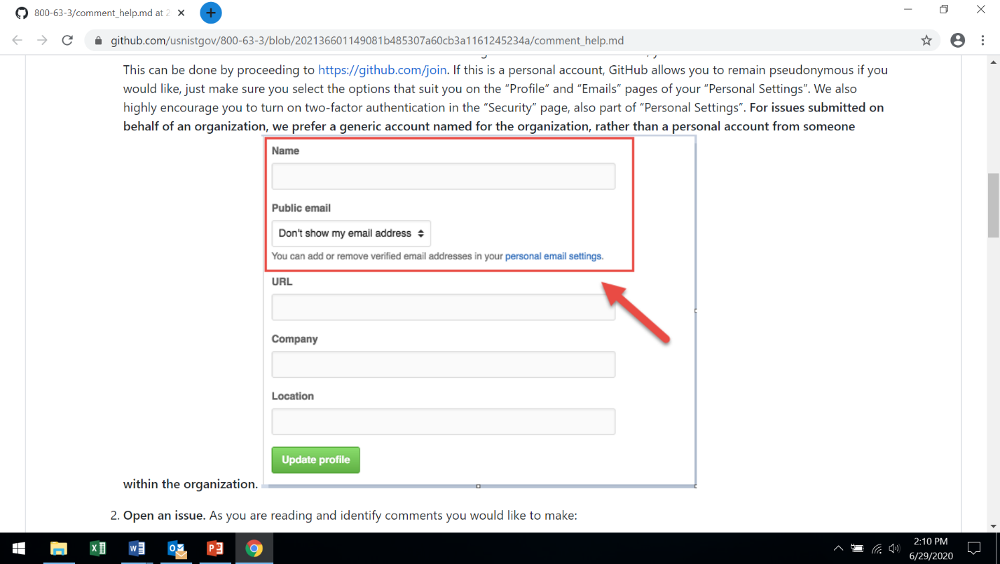 800-63-3/comment_help.md at 2
github.com/usnistgov/800-63-3/blob/202136601149081b485307a60cb3a1161245234a/comment_help.md
This can be done by proceeding to https://github.com/join. If this is a personal account, GitHub allows you to remain pseudonymous if you
would like, just make sure you select the options that suit you on the “Profile” and “Emails” pages of your “Personal Settings”. We also
highly encourage you to turn on two-factor authentication in the “Security” page, also part of “Personal Settings”. For issues submitted on
behalf of an organization, we prefer a generic account named for the organization, rather than a personal account from someone
Name
Public email
Don't show my email address
You can add or remove verified email addresses in your personal email settings.
URL
Company
Location
Update profile
within the organization.
2. Open an issue. As you are reading and identify comments you would like to make:
2:10 PM
6/29/2020